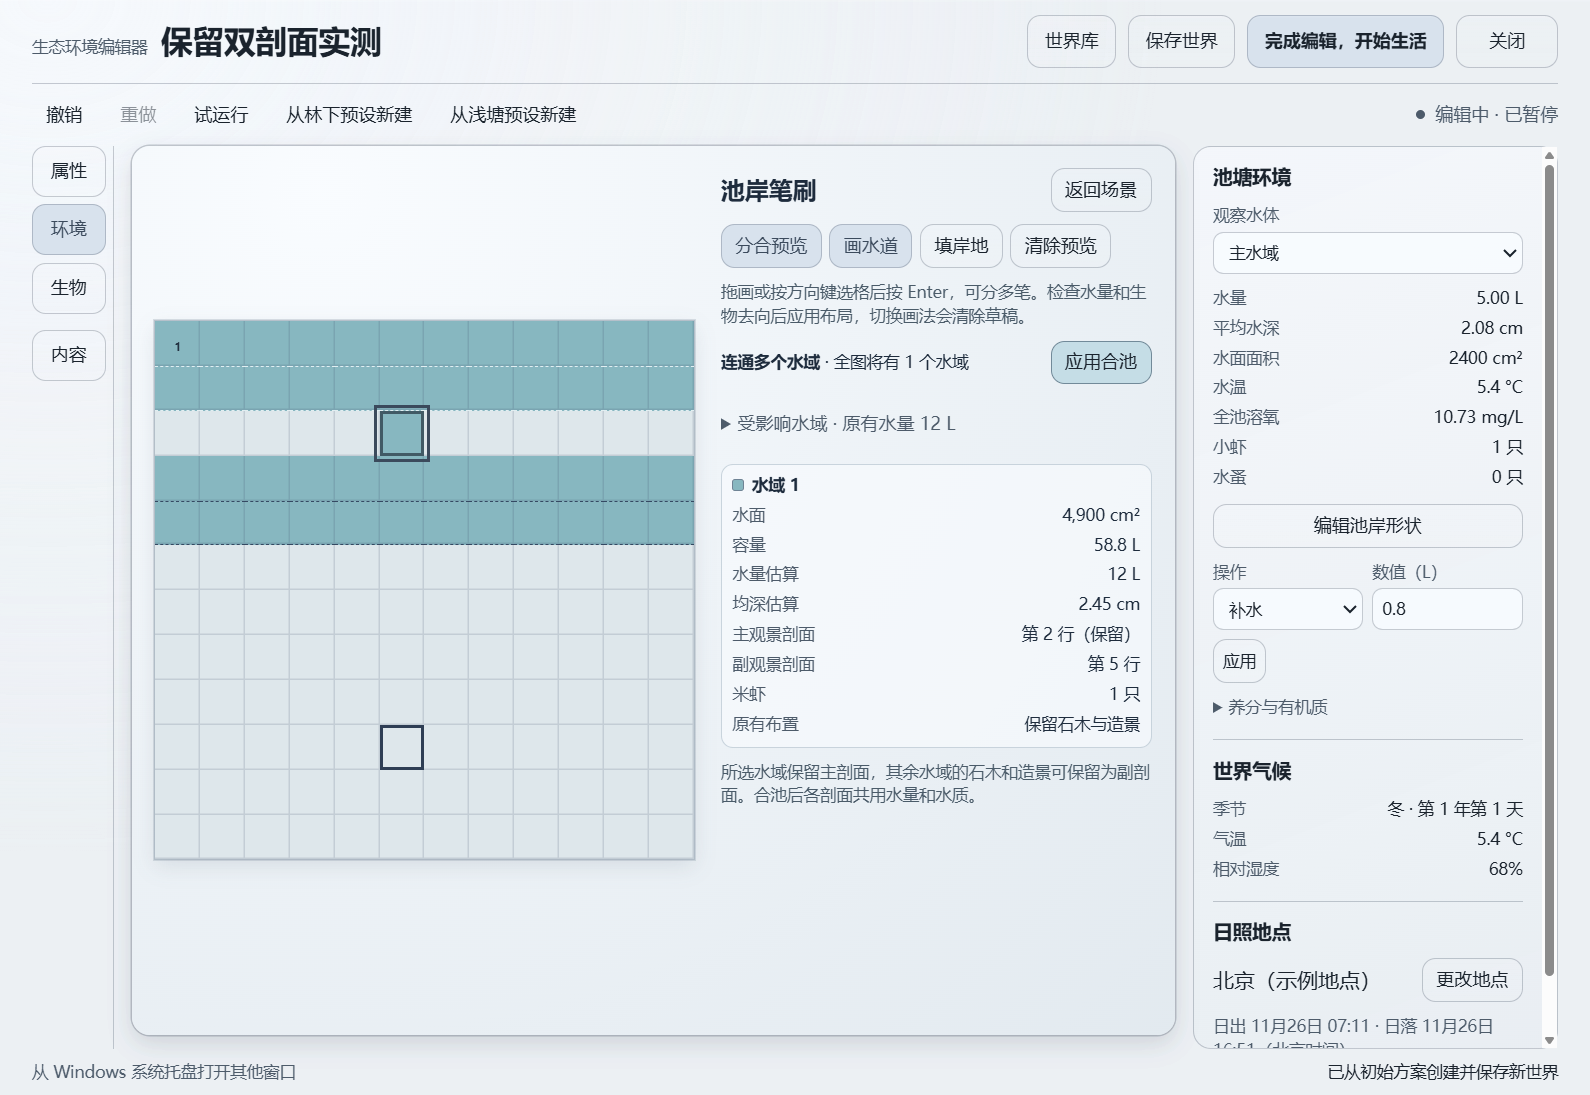 生态环境编辑器 保留双剖面实测
世界库 保存世界 完成编辑，开始生活 关闭
撤销 重做 试运行 从林下预设新建 从浅塘预设新建
编辑中 · 已暂停
属性
环境
生物
内容
1
池岸笔刷 返回场景
分合预览 画水道 填岸地 清除预览
拖画或按方向键选格后按 Enter，可分多笔。检查水量和生
物去向后应用布局，切换画法会清除草稿。
连通多个水域 · 全图将有 1 个水域 应用合池
▶ 受影响水域 · 原有水量 12 L
水域 1
水面 4,900 cm²
容量 58.8 L
水量估算 12 L
均深估算 2.45 cm
主观景剖面 第 2 行（保留）
副观景剖面 第 5 行
米虾 1 只
原有布置 保留石木与造景
所选水域保留主剖面，其余水域的石木和造景可保留为副剖
面。合池后各剖面共用水量和水质。
池塘环境
观察水体
主水域
水量 5.00 L
平均水深 2.08 cm
水面面积 2400 cm²
水温 5.4 °C
全池溶氧 10.73 mg/L
小虾 1 只
水蚤 0 只
编辑池岸形状
操作 数值（L）
补水 0.8
应用
▶ 养分与有机质
世界气候
季节 冬 · 第 1 年第 1 天
气温 5.4 °C
相对湿度 68%
日照地点
北京（示例地点） 更改地点
日出 11月26日 07:11 · 日落 11月26日
16:51（北京时间）
从 Windows 系统托盘打开其他窗口
已从初始方案创建并保存新世界